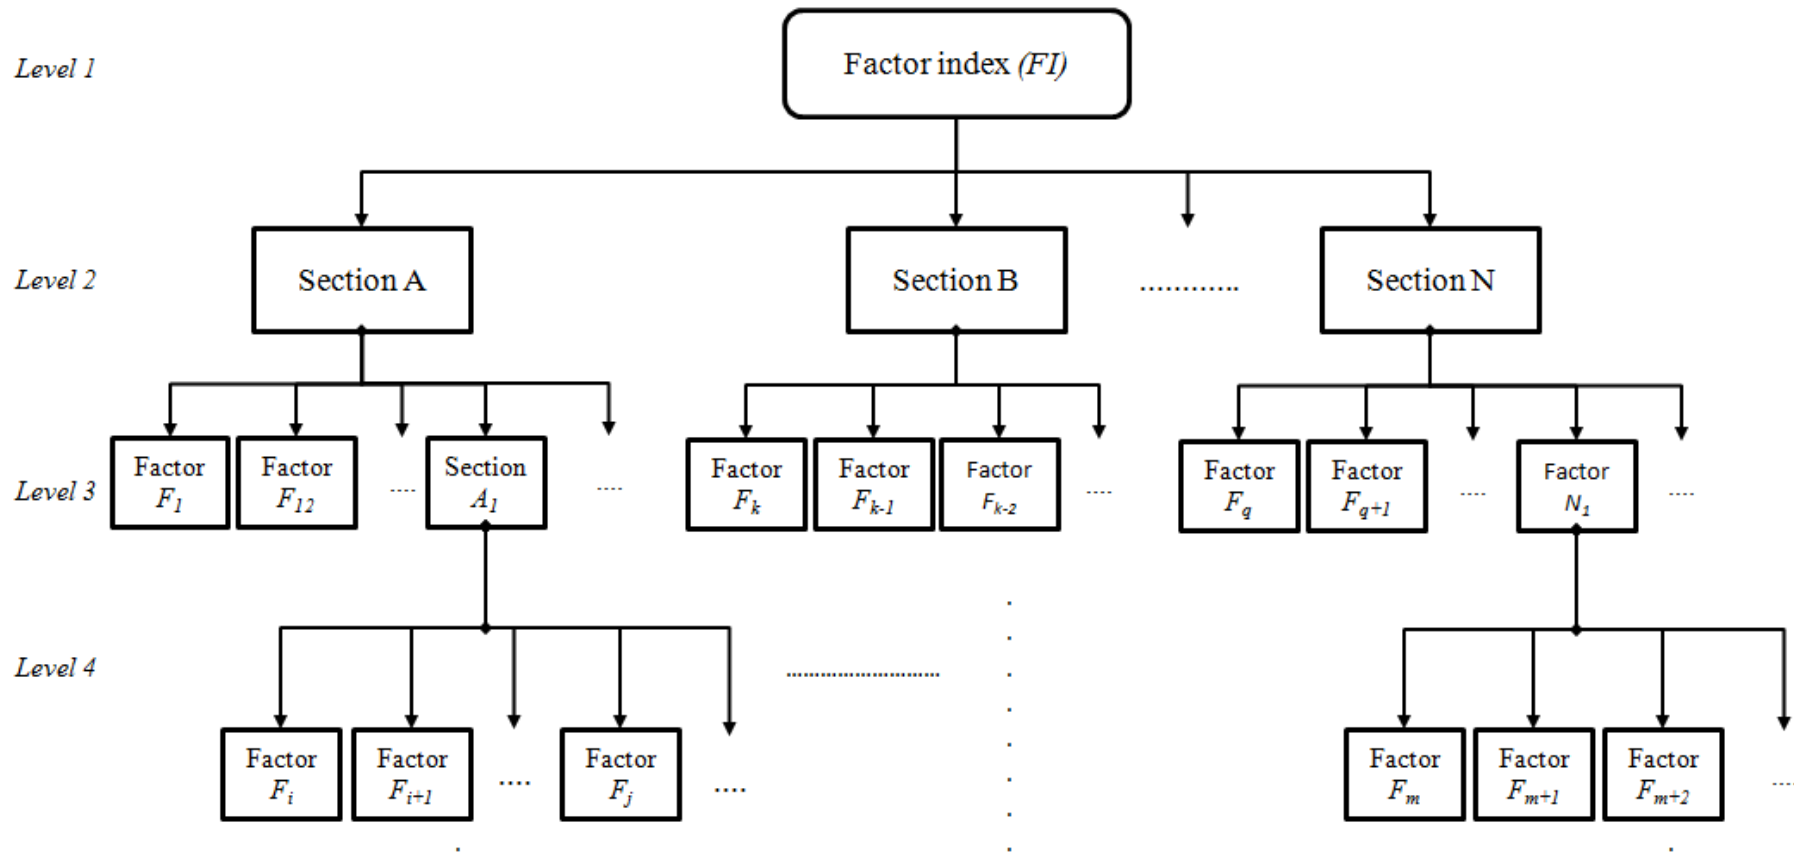 Level 1
Factor index (FI)
Level 2
Section A
Section B
.............
Section N
Level 3
Factor
F1
Factor
F12
....
Section
A1
....
Factor
Fk
Factor
Fk-1
Factor
Fk-2
....
Factor
Fq
Factor
Fq+1
....
Factor
N1
....
Level 4
...........................
Factor
Fi
Factor
Fi+1
....
Factor
Fj
....
Factor
Fm
Factor
Fm+1
Factor
Fm+2
....